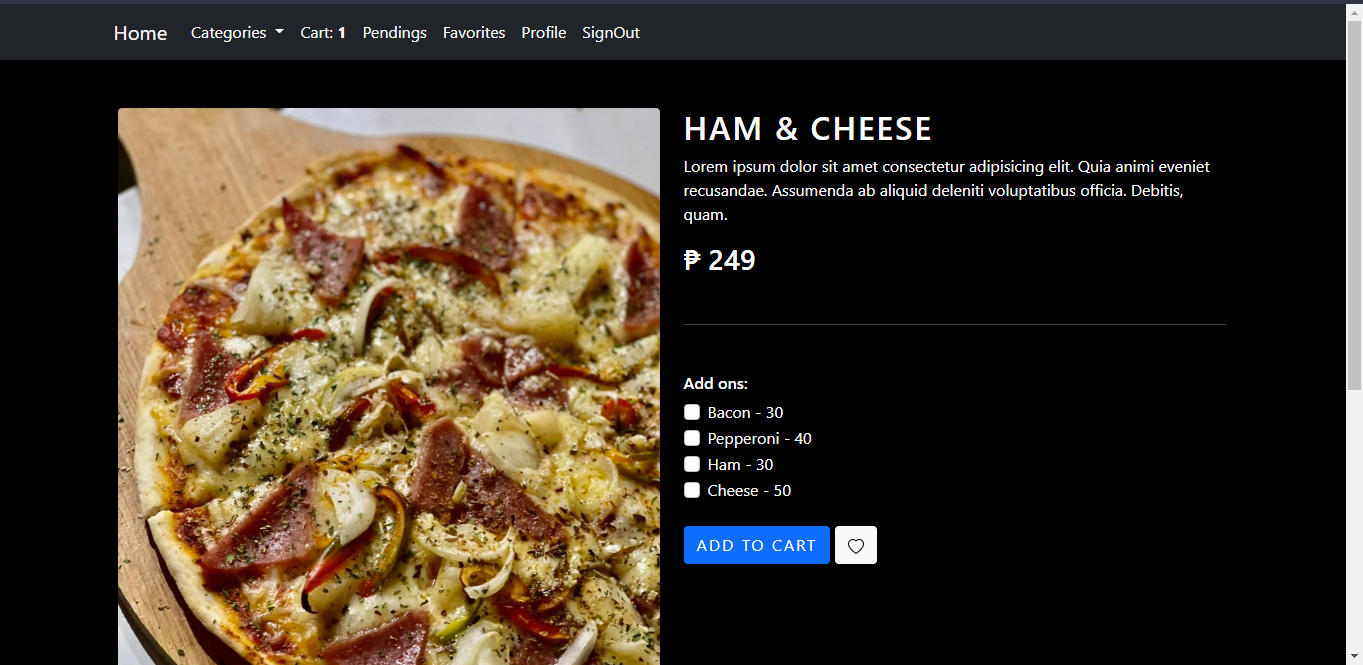 Home Categories Cart: 1 Pendings Favorites Profile SignOut
HAM & CHEESE
Lorem ipsum dolor sit amet consectetur adipisicing elit. Quia animi eveniet
recusandae. Assumenda ab aliquid deleniti voluptatibus officia. Debitis,
quam.
₱ 249
Add ons:
Bacon - 30
Pepperoni - 40
Ham - 30
Cheese - 50
ADD TO CART